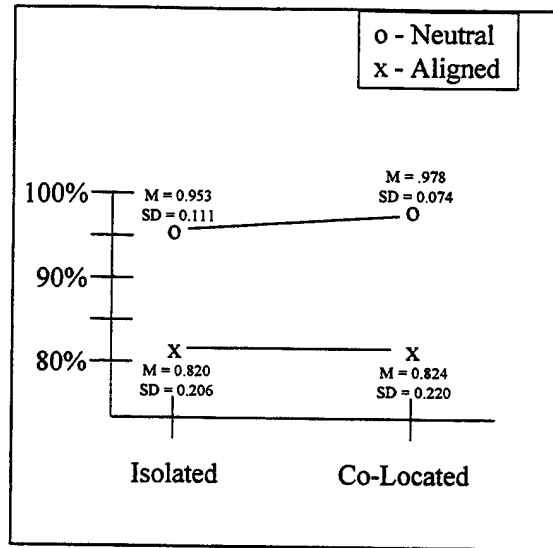 o - Neutral
x - Aligned
100%
90%
80%
M = 0.953
SD = 0.111
o
M = .978
SD = 0.074
o
x
M = 0.820
SD = 0.206
x
M = 0.824
SD = 0.220
Isolated
Co-Located